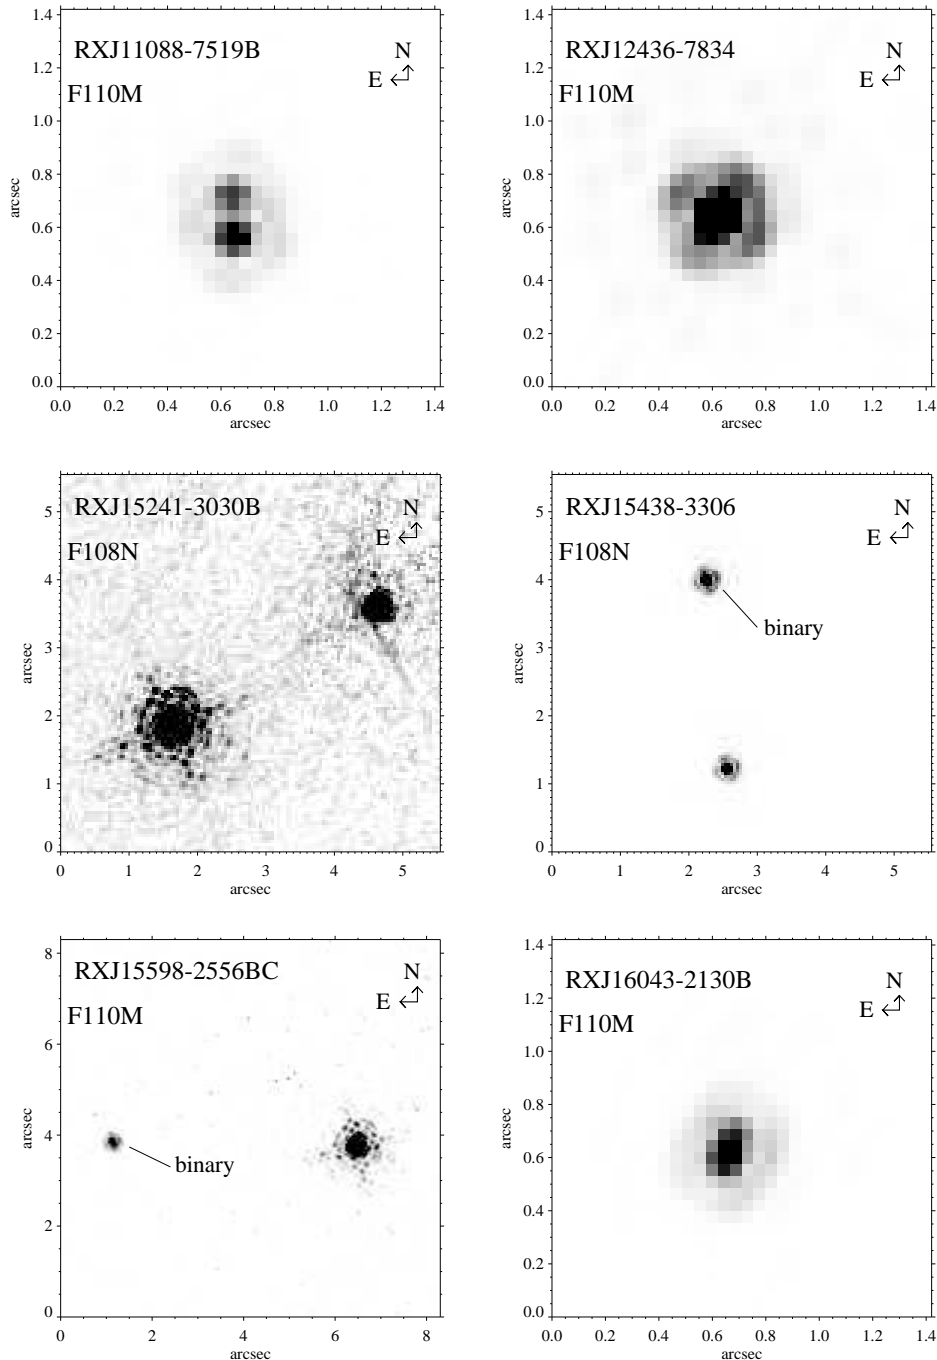 RXJ11088-7519B
N
E
F110M
arcsec
1.4
1.2
1.0
0.8
0.6
0.4
0.2
0.0
0.0 0.2 0.4 0.6 0.8 1.0 1.2 1.4
arcsec
RXJ12436-7834
N
E
F110M
arcsec
1.4
1.2
1.0
0.8
0.6
0.4
0.2
0.0
0.0 0.2 0.4 0.6 0.8 1.0 1.2 1.4
arcsec
RXJ15241-3030B
N
E
F108N
arcsec
5
4
3
2
1
0
0 1 2 3 4 5
arcsec
RXJ15438-3306
N
E
F108N
binary
arcsec
5
4
3
2
1
0
0 1 2 3 4 5
arcsec
RXJ15598-2556BC
N
E
F110M
binary
arcsec
8
6
4
2
0
0 2 4 6 8
arcsec
RXJ16043-2130B
N
E
F110M
arcsec
1.4
1.2
1.0
0.8
0.6
0.4
0.2
0.0
0.0 0.2 0.4 0.6 0.8 1.0 1.2 1.4
arcsec